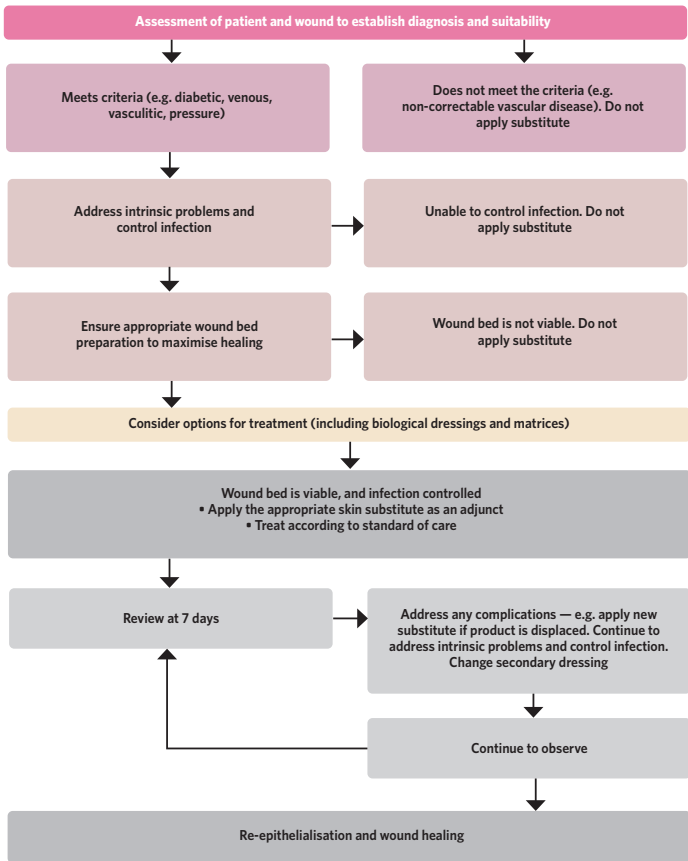 Assessment of patient and wound to establish diagnosis and suitability
Meets criteria (e.g. diabetic, venous,
vasculitic, pressure)
Does not meet the criteria (e.g.
non-correctable vascular disease). Do not
apply substitute
Address intrinsic problems and
control infection
Unable to control infection. Do not
apply substitute
Ensure appropriate wound bed
preparation to maximise healing
Wound bed is not viable. Do not
apply substitute
Consider options for treatment (including biological dressings and matrices)
Wound bed is viable, and infection controlled
• Apply the appropriate skin substitute as an adjunct
• Treat according to standard of care
Review at 7 days
Address any complications — e.g. apply new
substitute if product is displaced. Continue to
address intrinsic problems and control infection.
Change secondary dressing
Continue to observe
Re-epithelialisation and wound healing